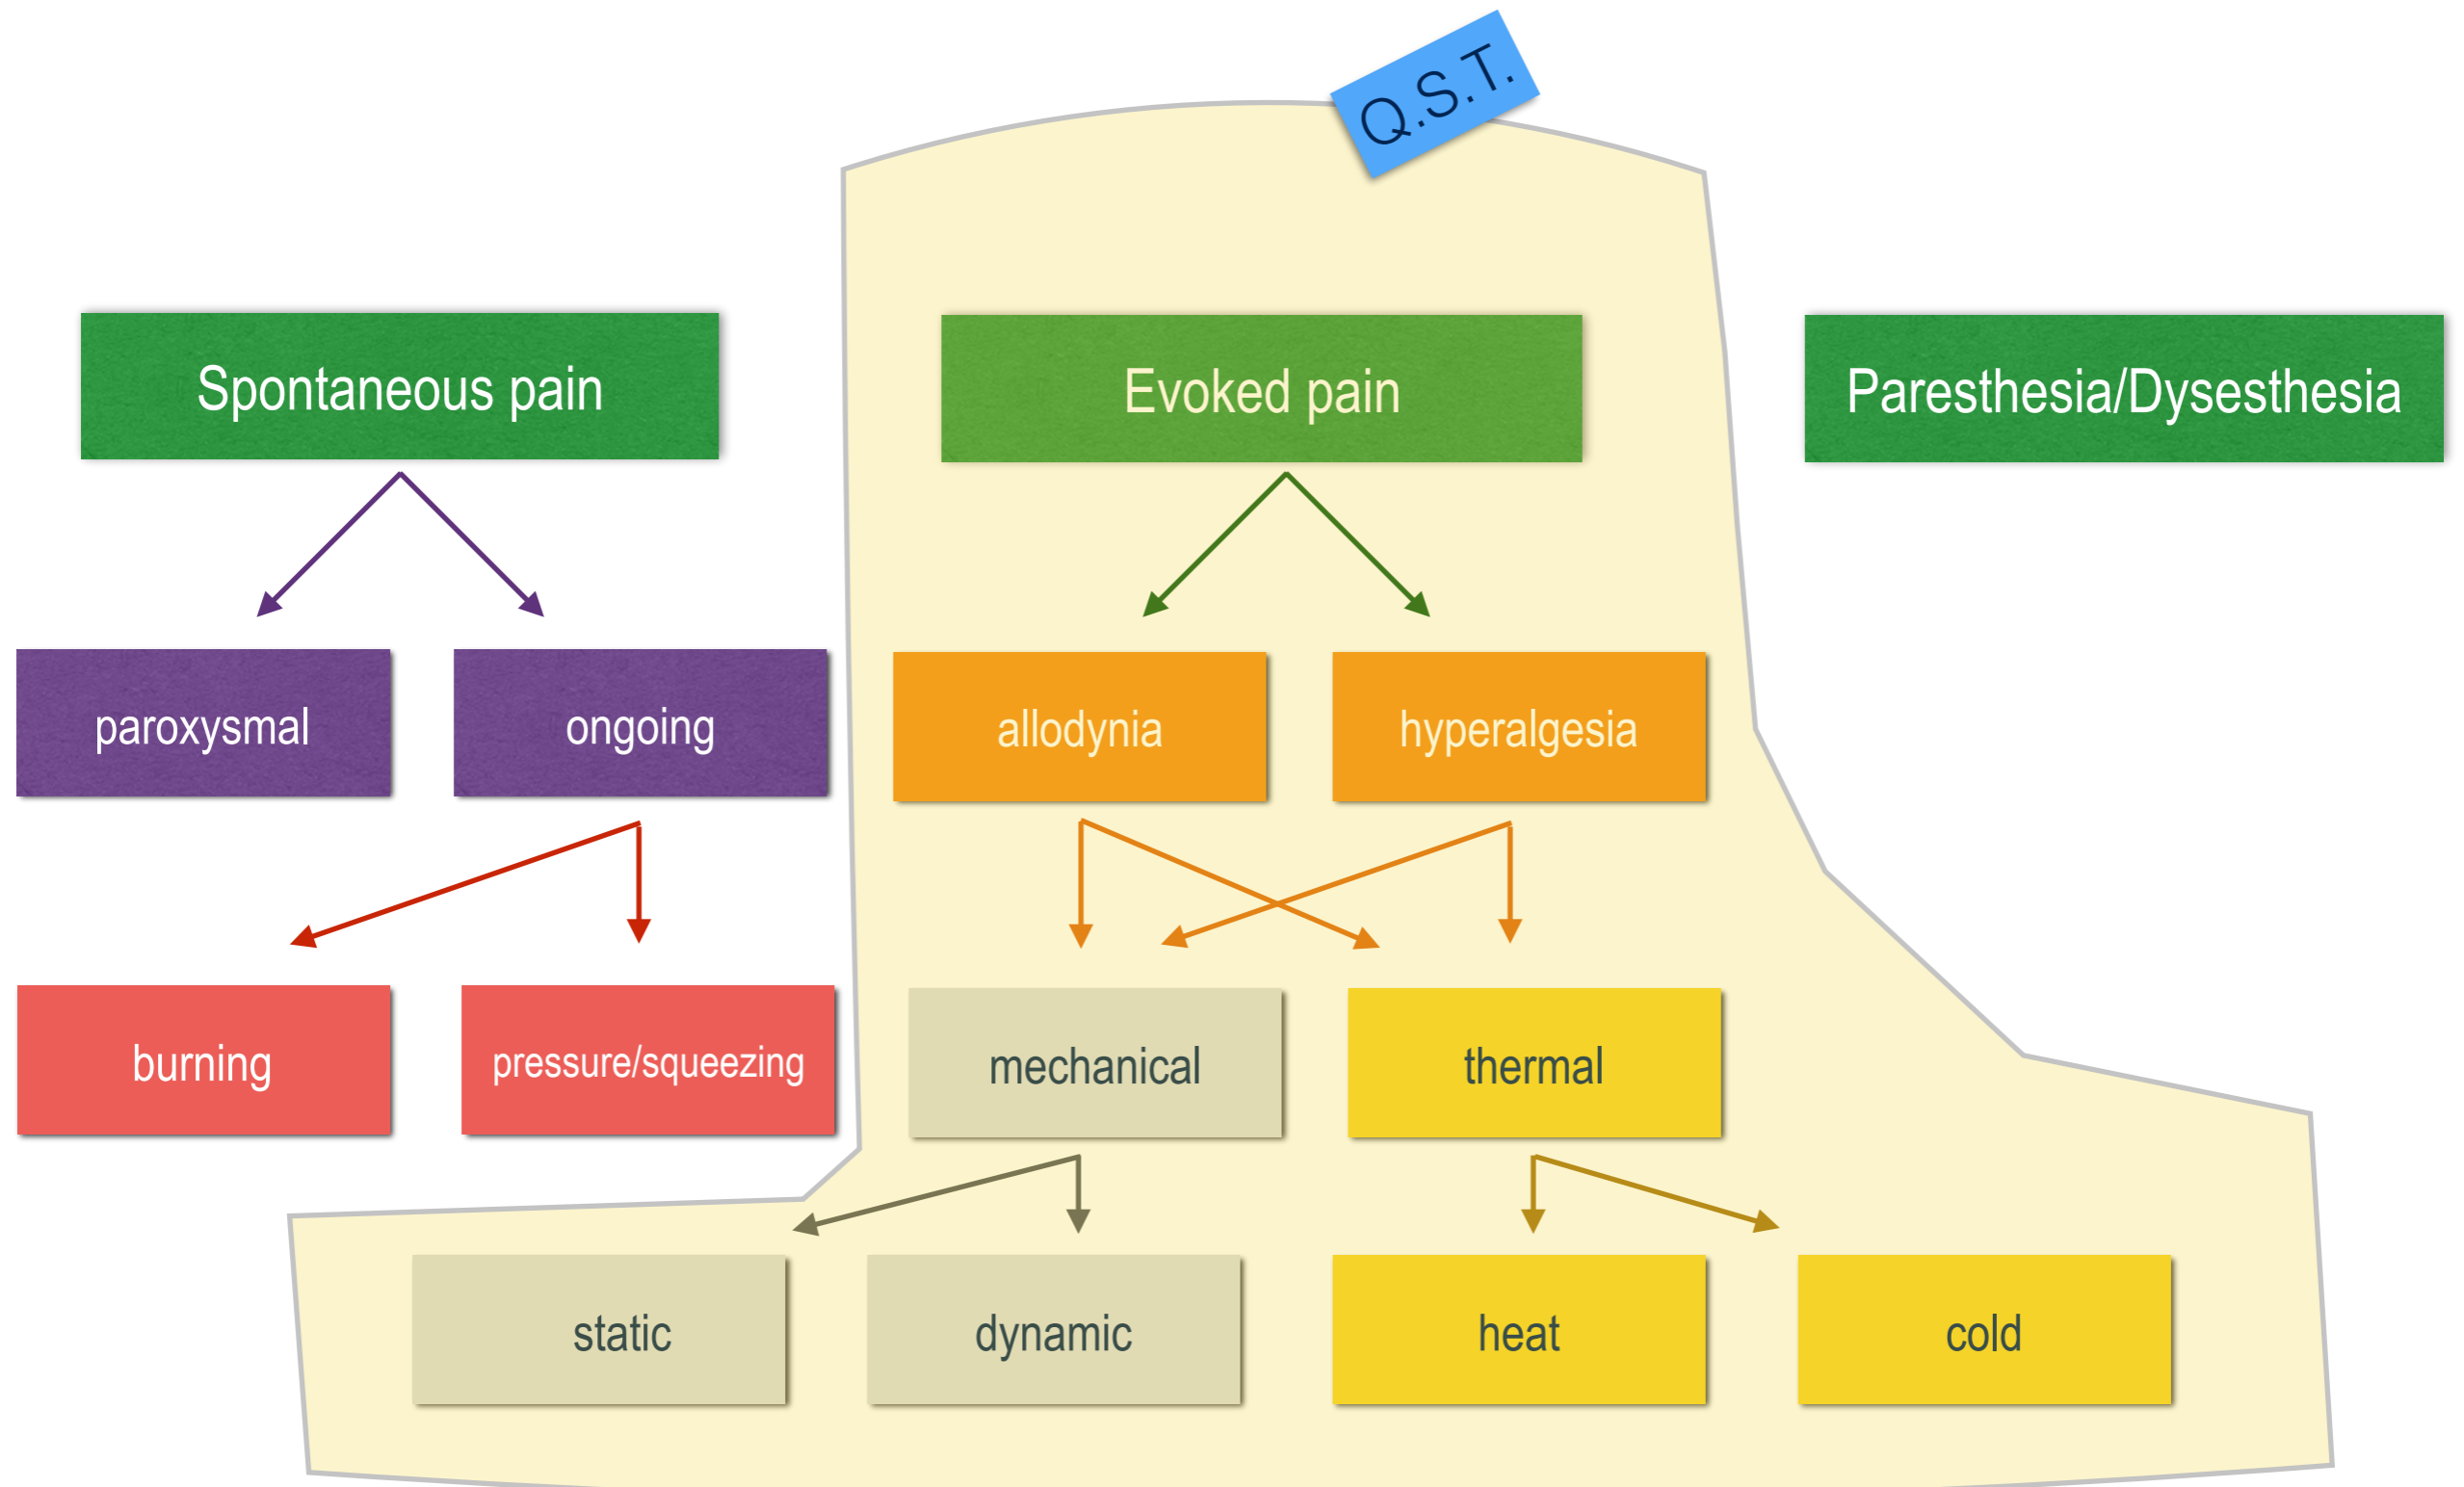 Q.S.T.
Spontaneous pain
Evoked pain
Paresthesia/Dysesthesia
paroxysmal
ongoing
allodynia
hyperalgesia
burning
pressure/squeezing
mechanical
thermal
static
dynamic
heat
cold